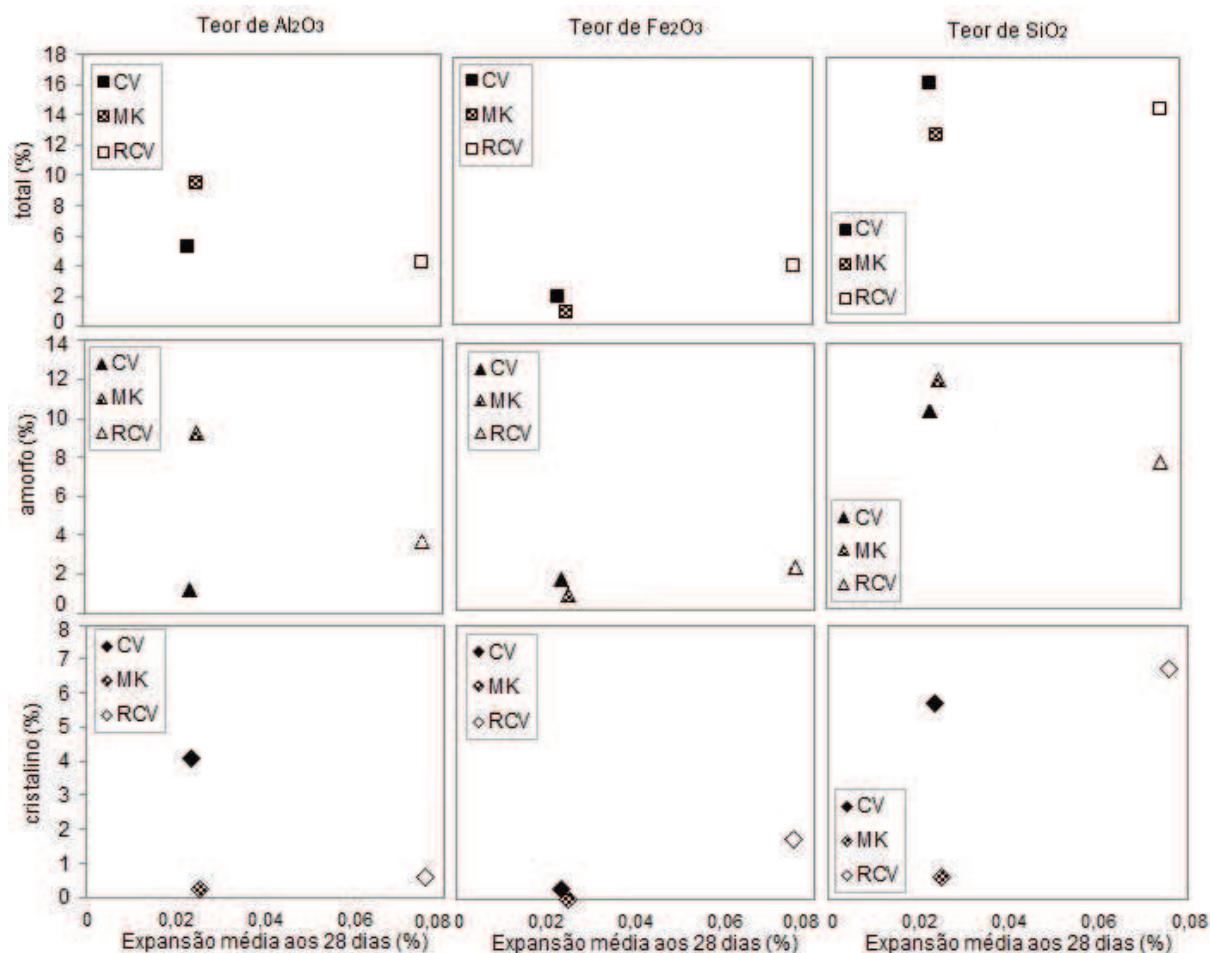 Teor de Al2O3
Teor de Fe2O3
Teor de SiO2
total (%)
18
16
14
12
10
8
6
4
2
0
CV
MK
RCV
CV
MK
RCV
CV
MK
RCV
amorfo (%)
14
12
10
8
6
4
2
0
CV
MK
RCV
CV
MK
RCV
CV
MK
RCV
cristalino (%)
8
7
6
5
4
3
2
1
0
CV
MK
RCV
CV
MK
RCV
CV
MK
RCV
0 0,02 0,04 0,06 0,08
0 0,02 0,04 0,06 0,08
0 0,02 0,04 0,06 0,08
Expansão média aos 28 dias (%)
Expansão média aos 28 dias (%)
Expansão média aos 28 dias (%)